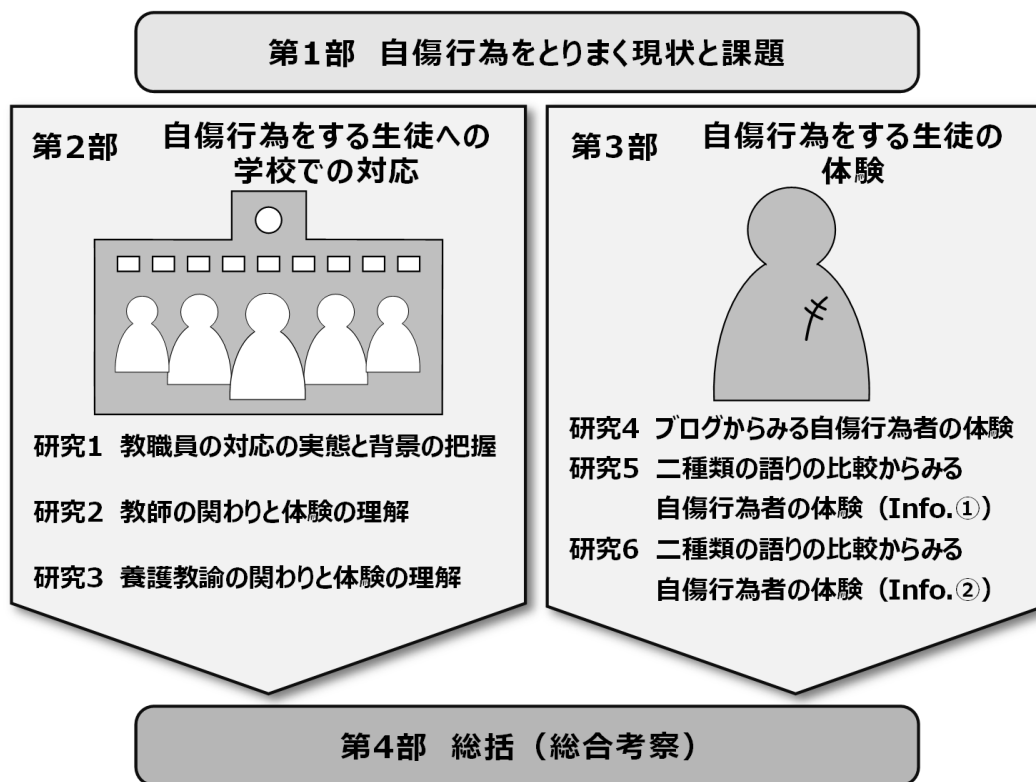 第1部 自傷行為をとりまく現状と課題
第2部 自傷行為をする生徒への
学校での対応
研究1 教職員の対応の実態と背景の把握
研究2 教師の関わりと体験の理解
研究3 養護教諭の関わりと体験の理解
第3部 自傷行為をする生徒の
体験
研究4 ブログからみる自傷行為者の体験
研究5 二種類の語りの比較からみる
自傷行為者の体験（Info.①）
研究6 二種類の語りの比較からみる
自傷行為者の体験（Info.②）
第4部 総括（総合考察）